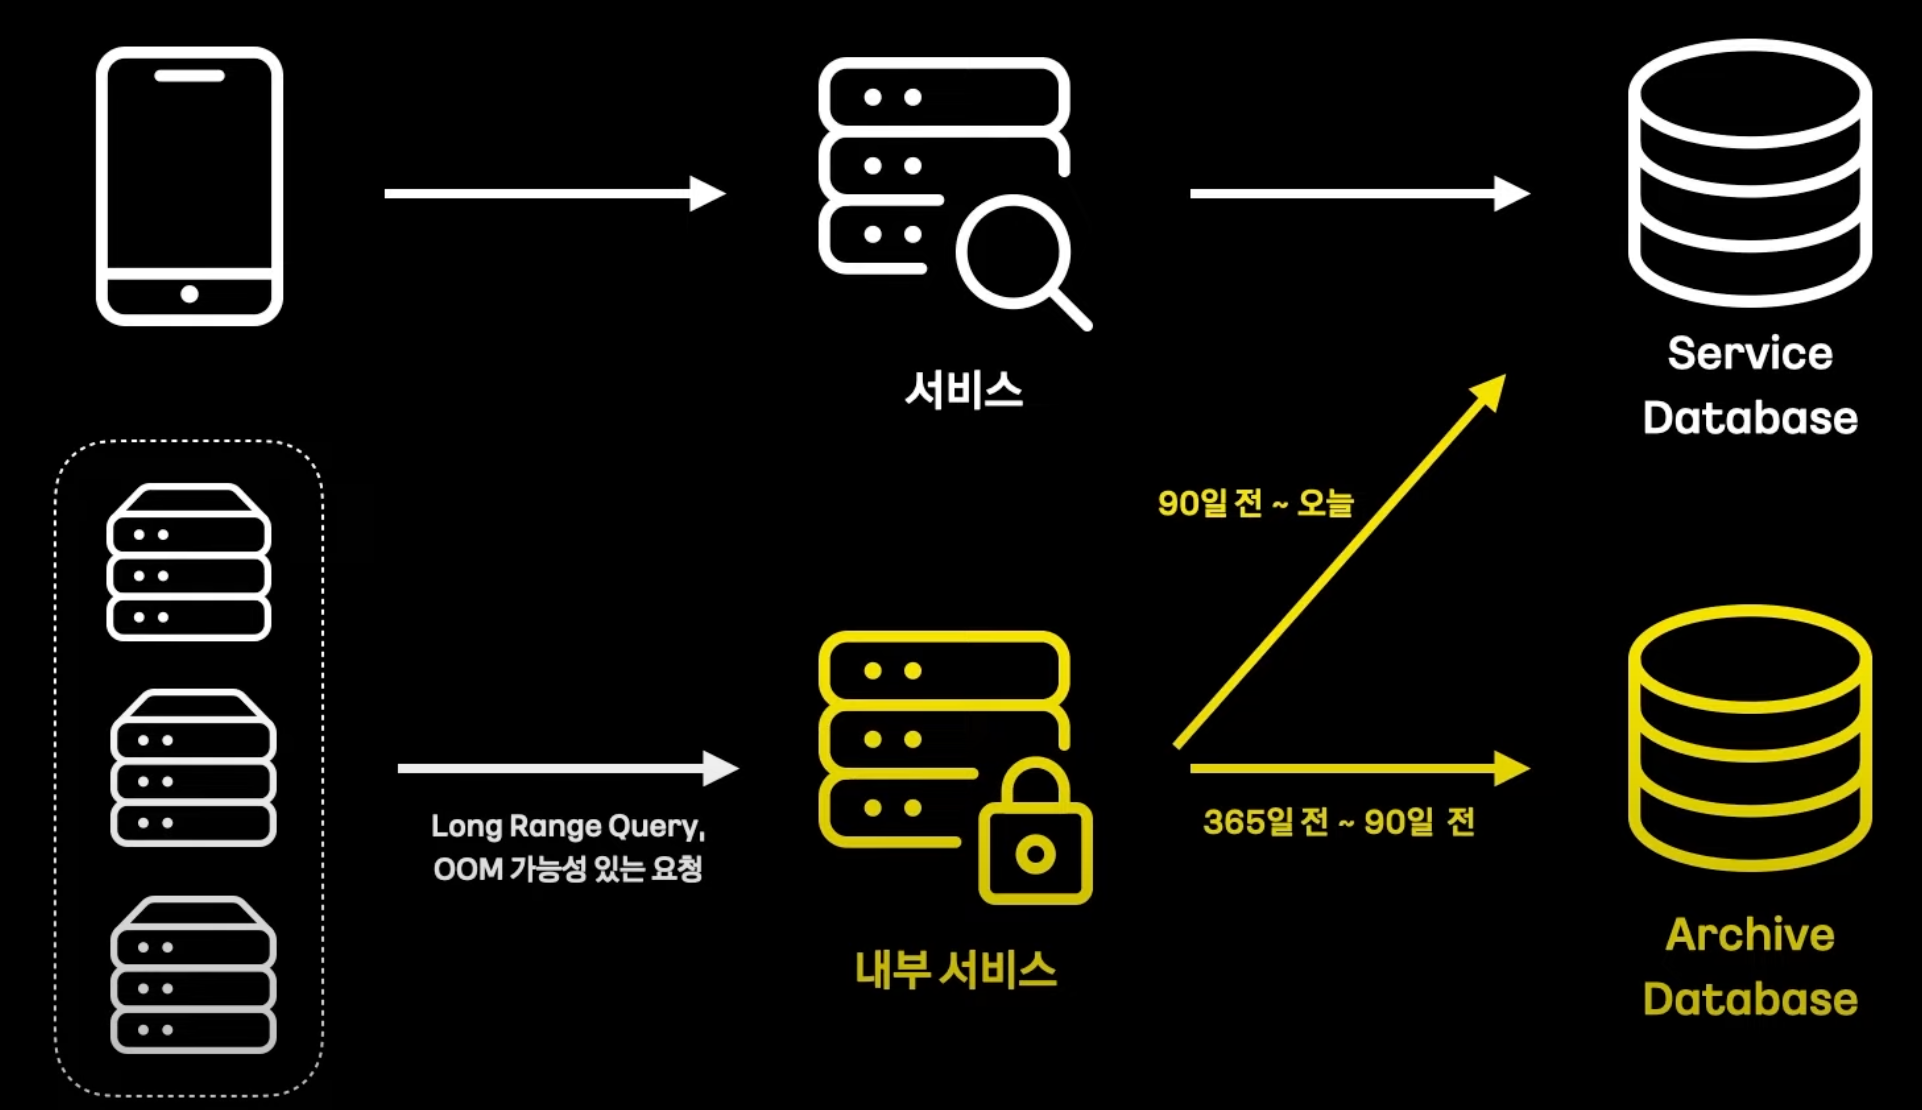 서비스
Service
Database
90일 전 ~ 오늘
Long Range Query,
OOM 가능성 있는 요청
365일 전 ~ 90일 전
내부 서비스
Archive
Database